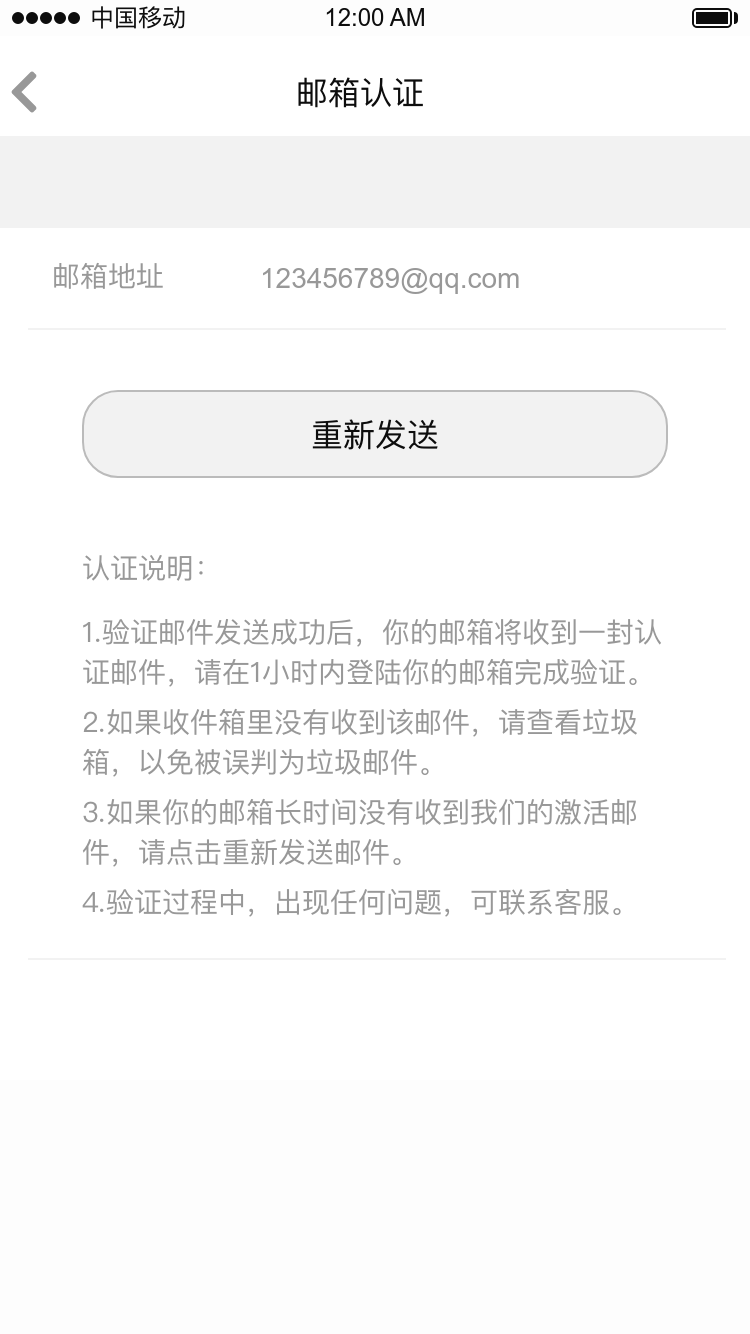 中国移动 12:00 AM
邮箱认证
邮箱地址 123456789@qq.com
重新发送
认证说明：
1.验证邮件发送成功后，你的邮箱将收到一封认
证邮件，请在1小时内登陆你的邮箱完成验证。
2.如果收件箱里没有收到该邮件，请查看垃圾
箱，以免被误判为垃圾邮件。
3.如果你的邮箱长时间没有收到我们的激活邮
件，请点击重新发送邮件。
4.验证过程中，出现任何问题，可联系客服。